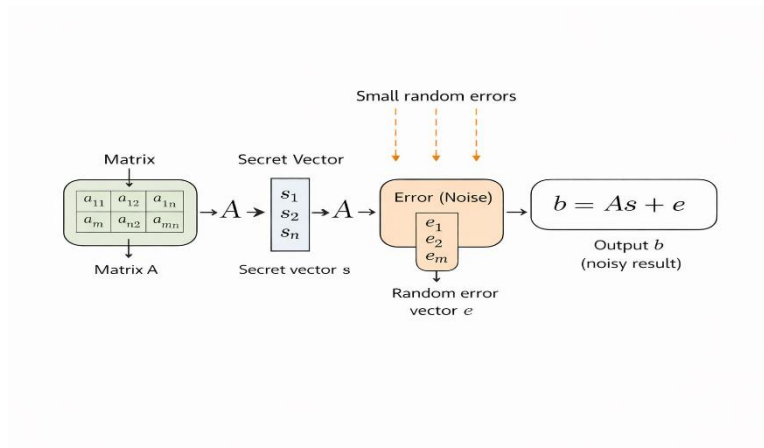 Small random errors
Matrix
Secret Vector
a₁₁ a₁₂ a₁ₙ
aₘ aₙ₂ aₘₙ
A
s₁
s₂
sₙ
A
Error (Noise)
e₁
e₂
eₘ
b = As + e
Matrix A
Secret vector s
Output b
(noisy result)
Random error
vector e